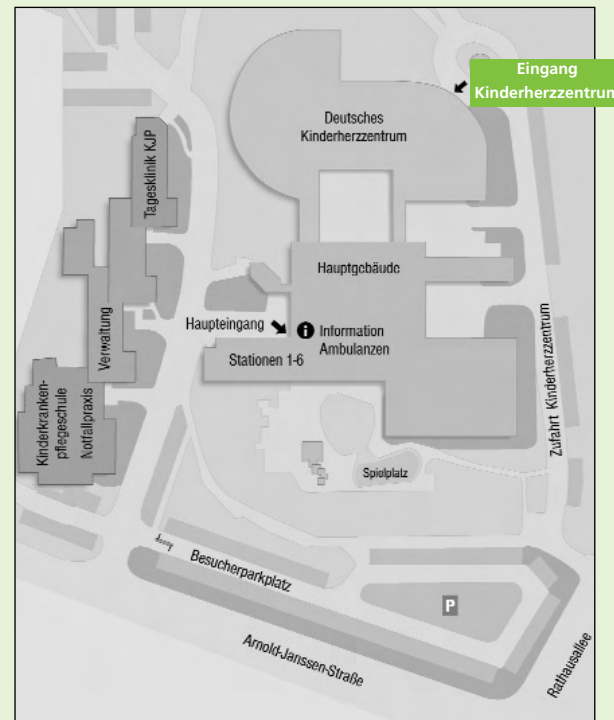 Eingang
Kinderherzzentrum
Deutsches
Kinderherzzentrum
Tagesklinik KJP
Hauptgebäude
Haupteingang
i Information
Ambulanzen
Stationen 1-6
Verwaltung
Kinderkranken-
pflegeschule
Notfallpraxis
Zufahrt Kinderherzzentrum
Spielplatz
Besucherparkplatz
P
Arnold-Janssen-Straße
Rathausallee